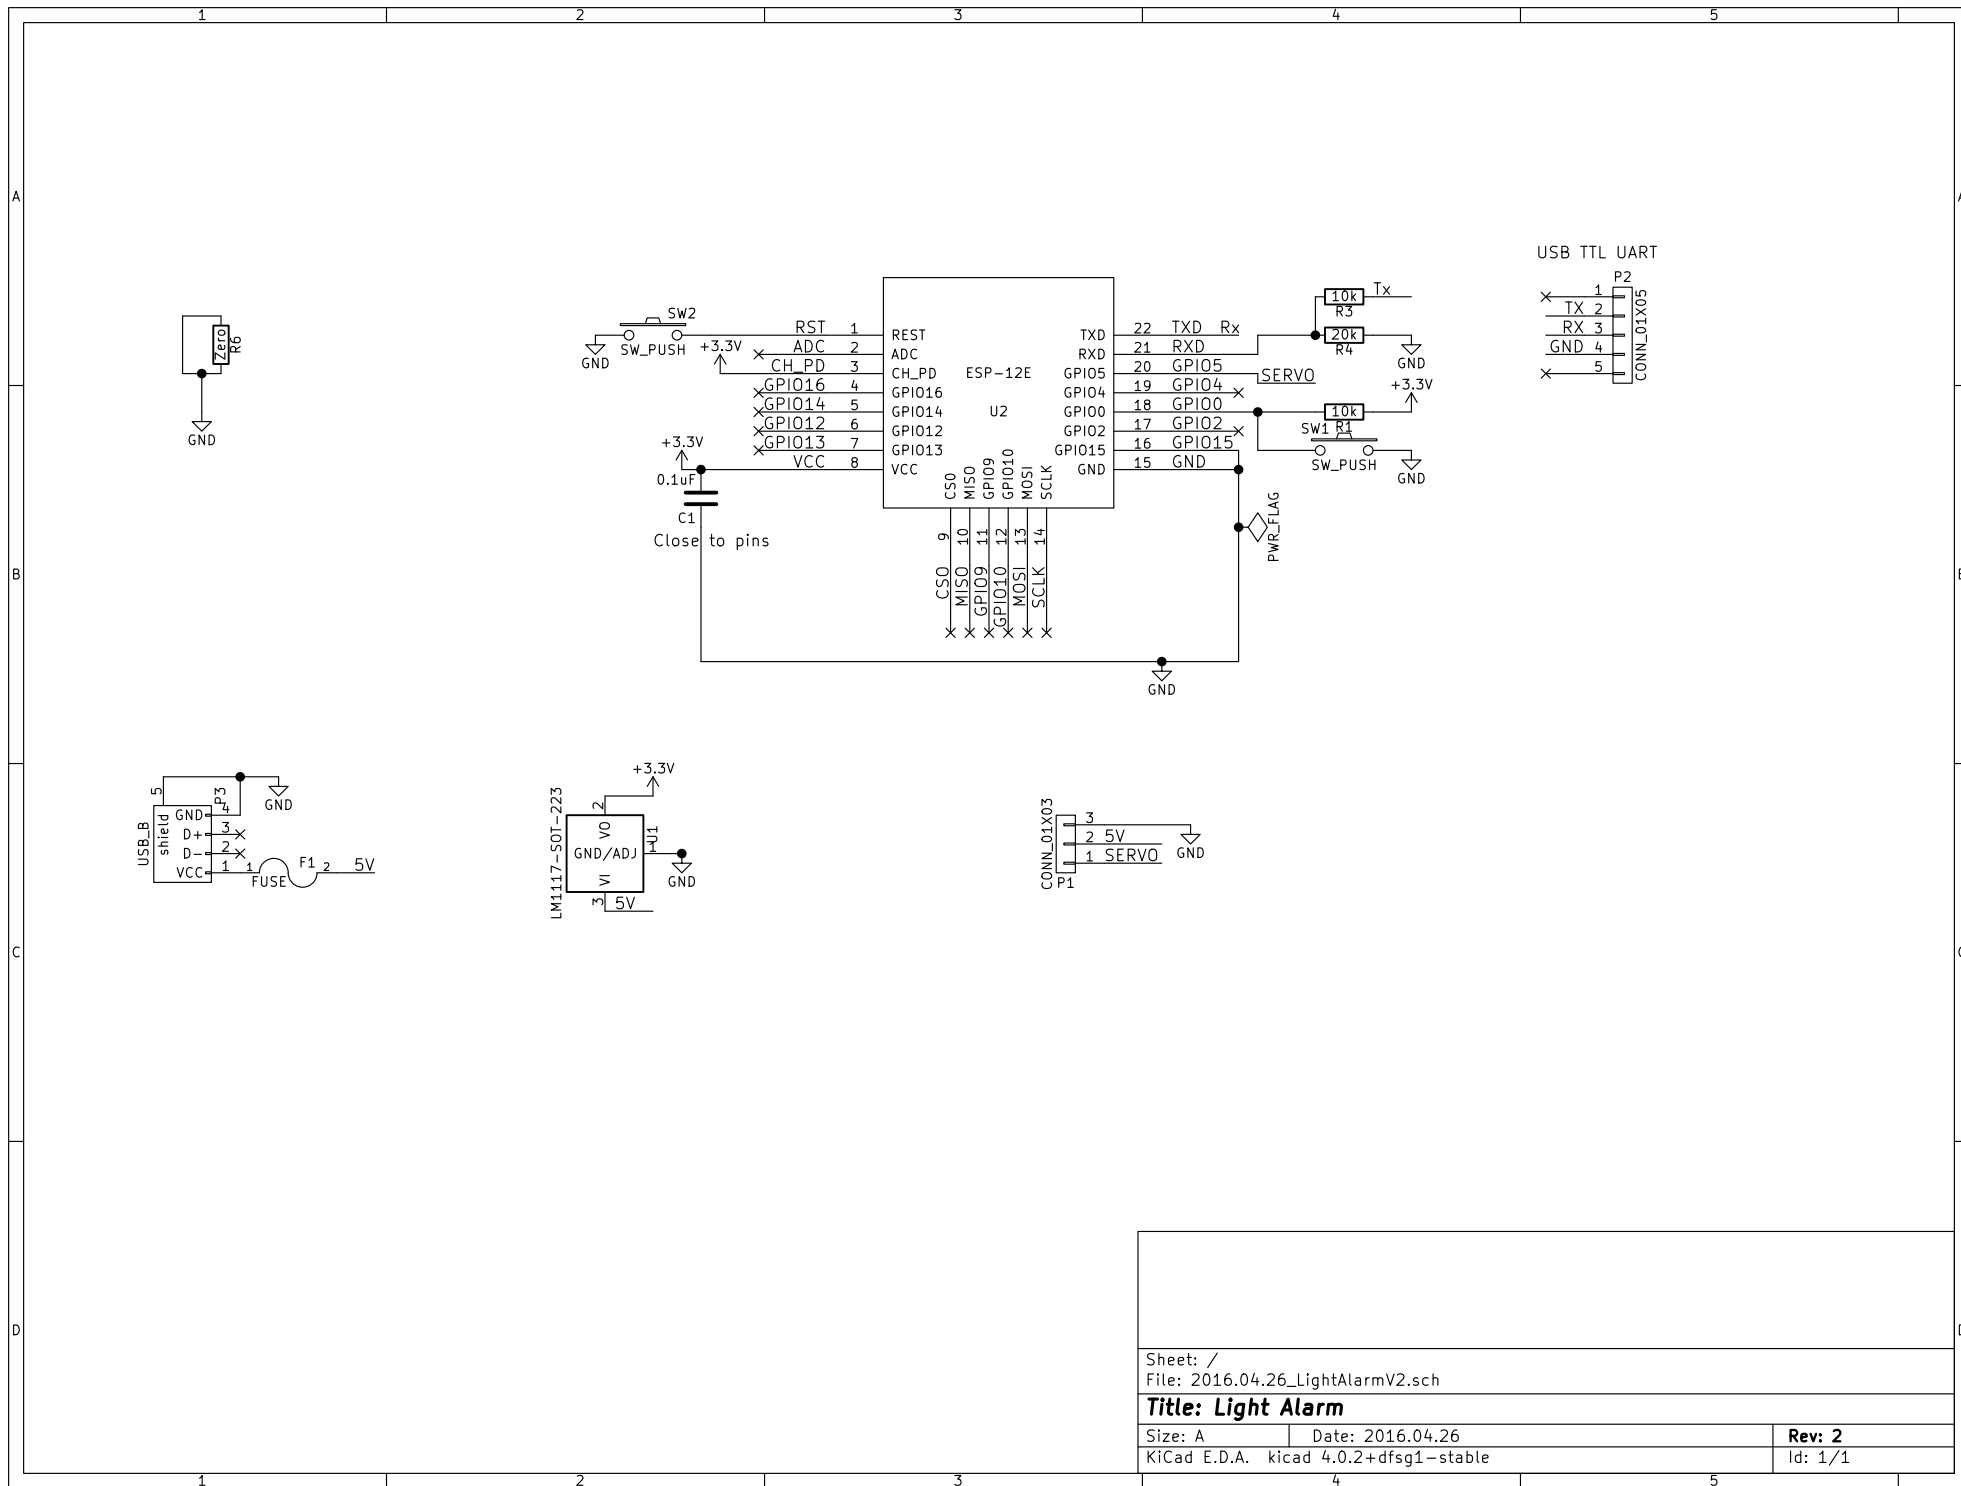 1 2 3 4 5
A
USB TTL UART
P2
1
TX 2
RX 3
GND 4
5
CONN_01X05
SW2
SW_PUSH
GND
+3.3V
RST 1 REST
ADC 2 ADC
CH_PD 3 CH_PD
GPIO16 4 GPIO16
GPIO14 5 GPIO14
GPIO12 6 GPIO12
GPIO13 7 GPIO13
VCC 8 VCC
ESP-12E
U2
TXD 22 TXD Rx
RXD 21 RXD
GPIO5 20 GPIO5
SERVO
GPIO4 19 GPIO4
GPIO0 18 GPIO0
GPIO2 17 GPIO2
GPIO15 16 GPIO15
GND 15 GND
CS0 MISO GPIO9 GPIO10 MOSI SCLK
9 10 11 12 13 14
CSO MISO GPIO9 GPIO10 MOSI SCLK
10k Tx
R3
20k
R4
GND
+3.3V
10k
SW1 R1
SW_PUSH
GND
PWR_FLAG
+3.3V
0.1uF
C1
Close to pins
GND
Zero
R6
GND
B
5
P3
GND
GND 4
D+ 3
D- 2
VCC 1
shield
USB_B
1 F1 2 5V
FUSE
+3.3V
2
VO
U1
GND/ADJ 1
VI
3 5V
GND
LM1117-SOT-223
CONN_01X03
3
2 5V
1 SERVO
P1
GND
C
D
Sheet: /
File: 2016.04.26_LightAlarmV2.sch
Title: Light Alarm
Size: A Date: 2016.04.26 Rev: 2
KiCad E.D.A. kicad 4.0.2+dfsg1-stable Id: 1/1
1 2 3 4 5